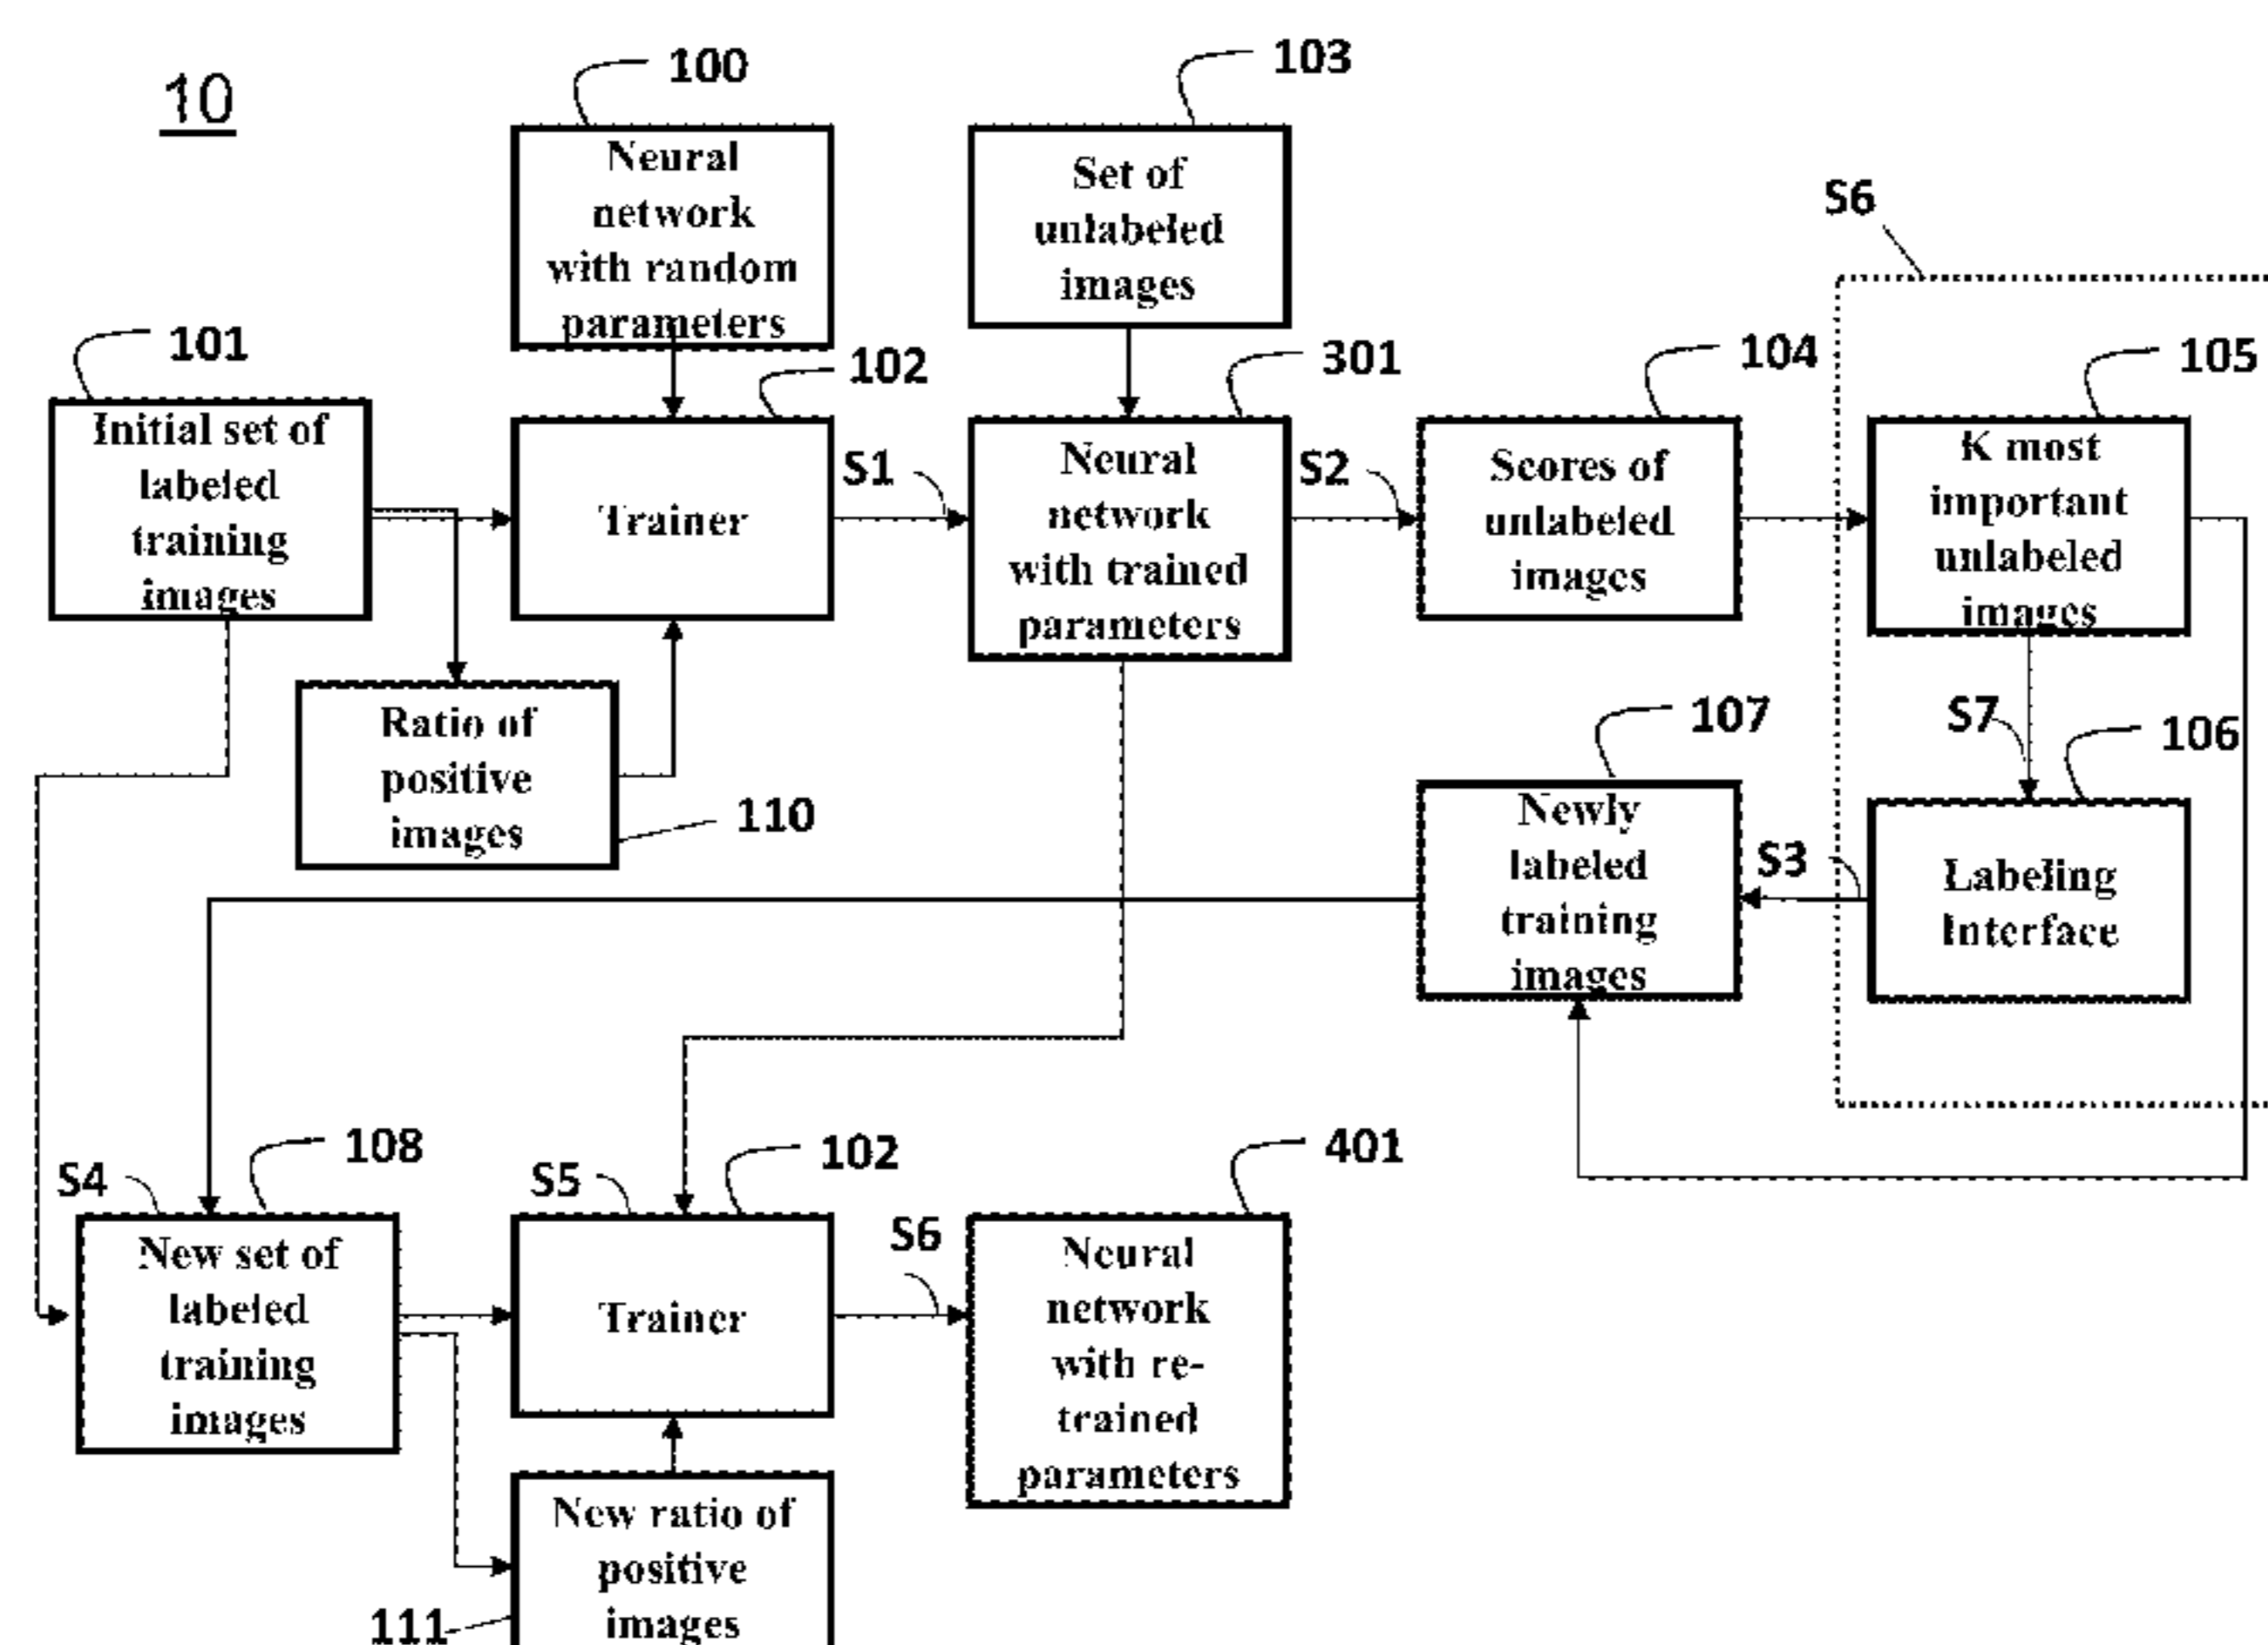 10
100
Neural
network
with random
parameters
103
Set of
unlabeled
images
S6
101
Initial set of
labeled
training
images
102
Trainer
S1
301
Neural
network
with trained
parameters
S2
104
Scores of
unlabeled
images
105
K most
important
unlabeled
images
Ratio of
positive
images
110
107
Newly
labeled
training
images
S7
106
S3
Labeling
Interface
S4
108
New set of
labeled
training
images
S5
102
Trainer
S6
401
Neural
network
with re-
trained
parameters
New ratio of
positive
images
111